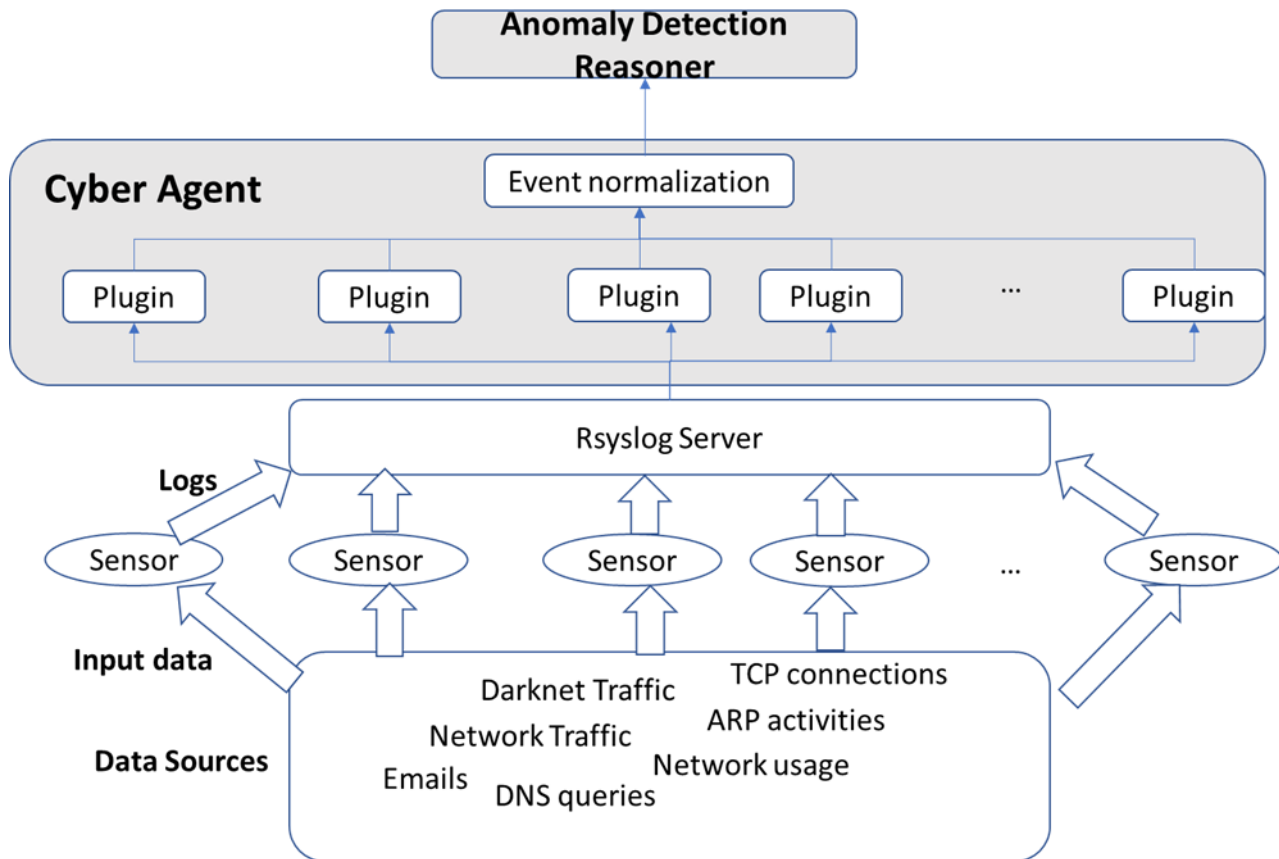 Anomaly Detection
Reasoner
Cyber Agent
Event normalization
Plugin
Plugin
Plugin
Plugin
...
Plugin
Rsyslog Server
Logs
Sensor
Sensor
Sensor
Sensor
...
Sensor
Input data
Data Sources
TCP connections
Darknet Traffic
ARP activities
Network Traffic
Network usage
Emails
DNS queries